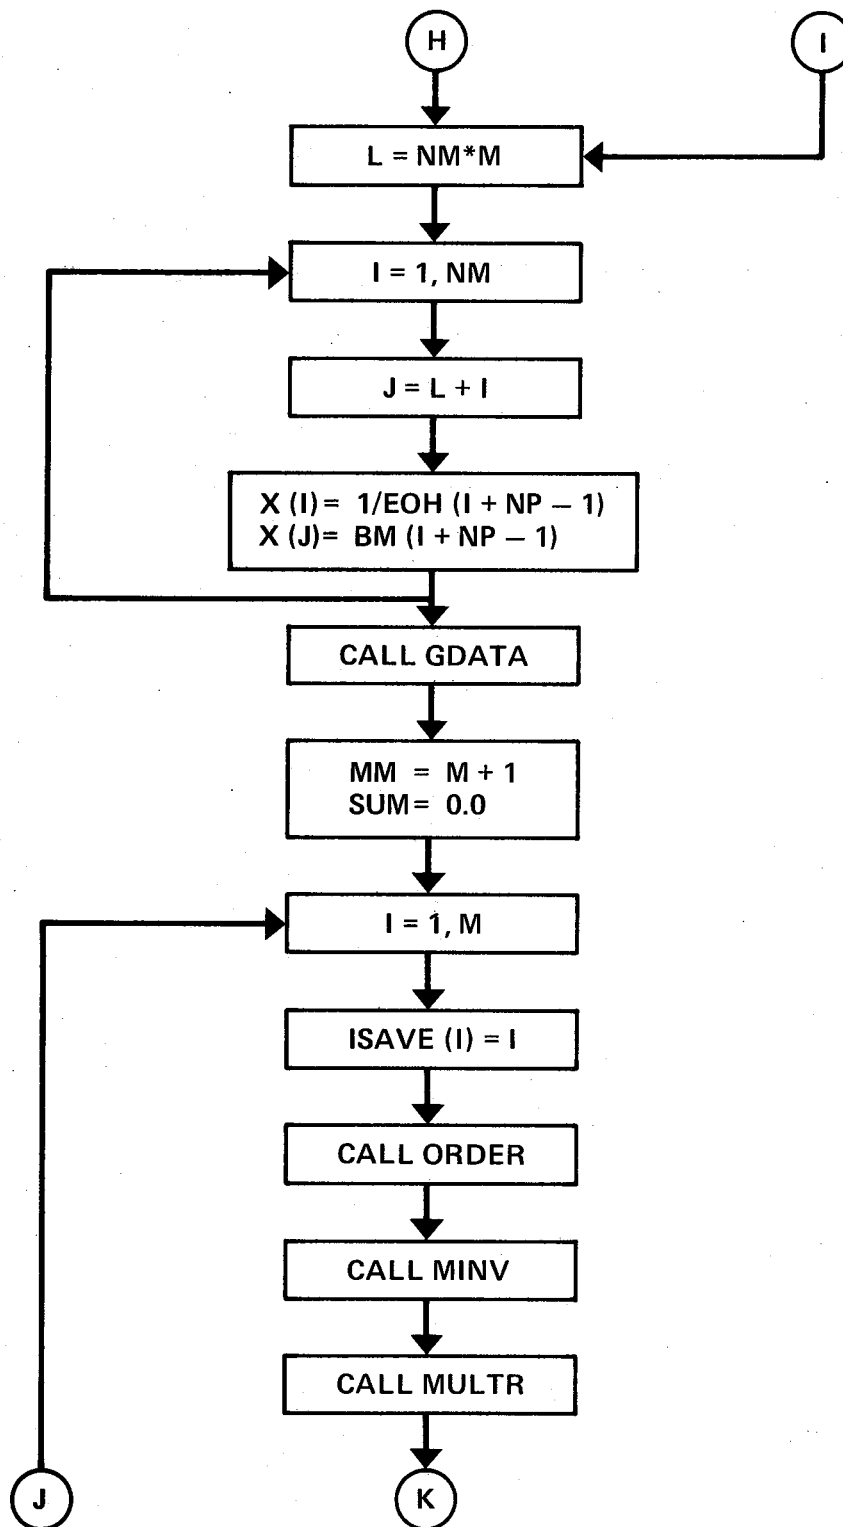 H
I
L = NM*M
I = 1, NM
J = L + I
X (I) = 1/EOH (I + NP – 1)
X (J) = BM (I + NP – 1)
CALL GDATA
MM = M + 1
SUM = 0.0
I = 1, M
ISAVE (I) = I
CALL ORDER
CALL MINV
CALL MULTR
J
K